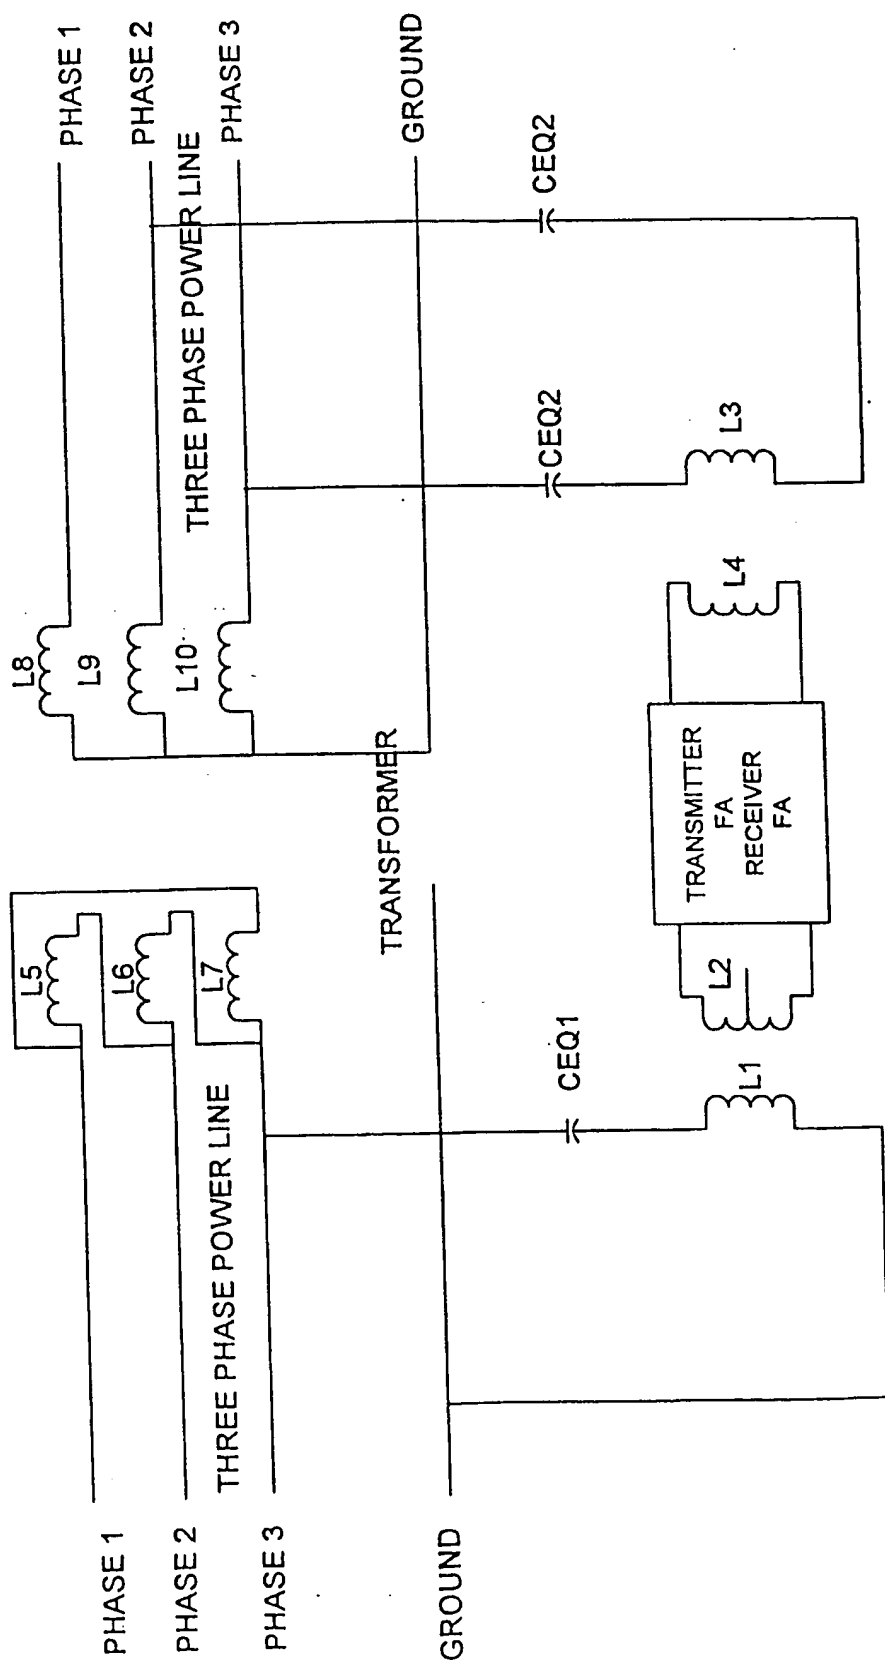 PHASE 1
PHASE 2
PHASE 3
GROUND
THREE PHASE POWER LINE
L5
L6
L7
TRANSFORMER
L8
L9
L10
THREE PHASE POWER LINE
PHASE 1
PHASE 2
PHASE 3
GROUND
CEQ1
CEQ2
CEQ2
L1
L2
TRANSMITTER
FA
RECEIVER
FA
L4
L3